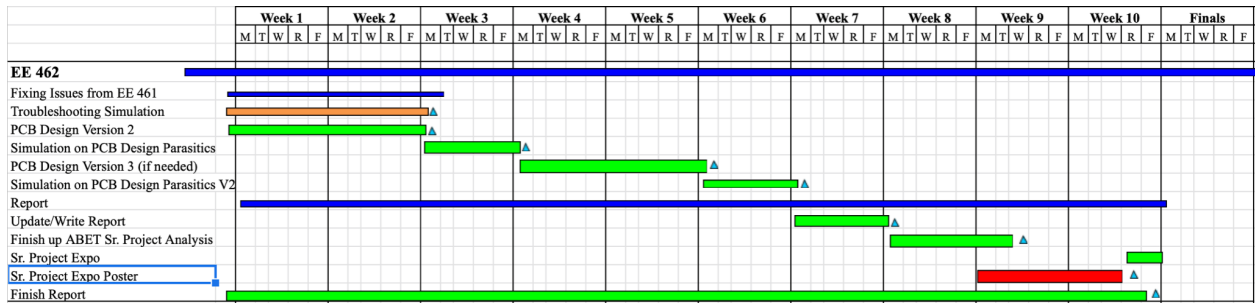 Week 1 Week 2 Week 3 Week 4 Week 5 Week 6 Week 7 Week 8 Week 9 Week 10 Finals
M T W R F M T W R F M T W R F M T W R F M T W R F M T W R F M T W R F M T W R F M T W R F M T W R F M T W R F
EE 462
Fixing Issues from EE 461
Troubleshooting Simulation
PCB Design Version 2
Simulation on PCB Design Parasitics
PCB Design Version 3 (if needed)
Simulation on PCB Design Parasitics V2
Report
Update/Write Report
Finish up ABET Sr. Project Analysis
Sr. Project Expo
Sr. Project Expo Poster
Finish Report